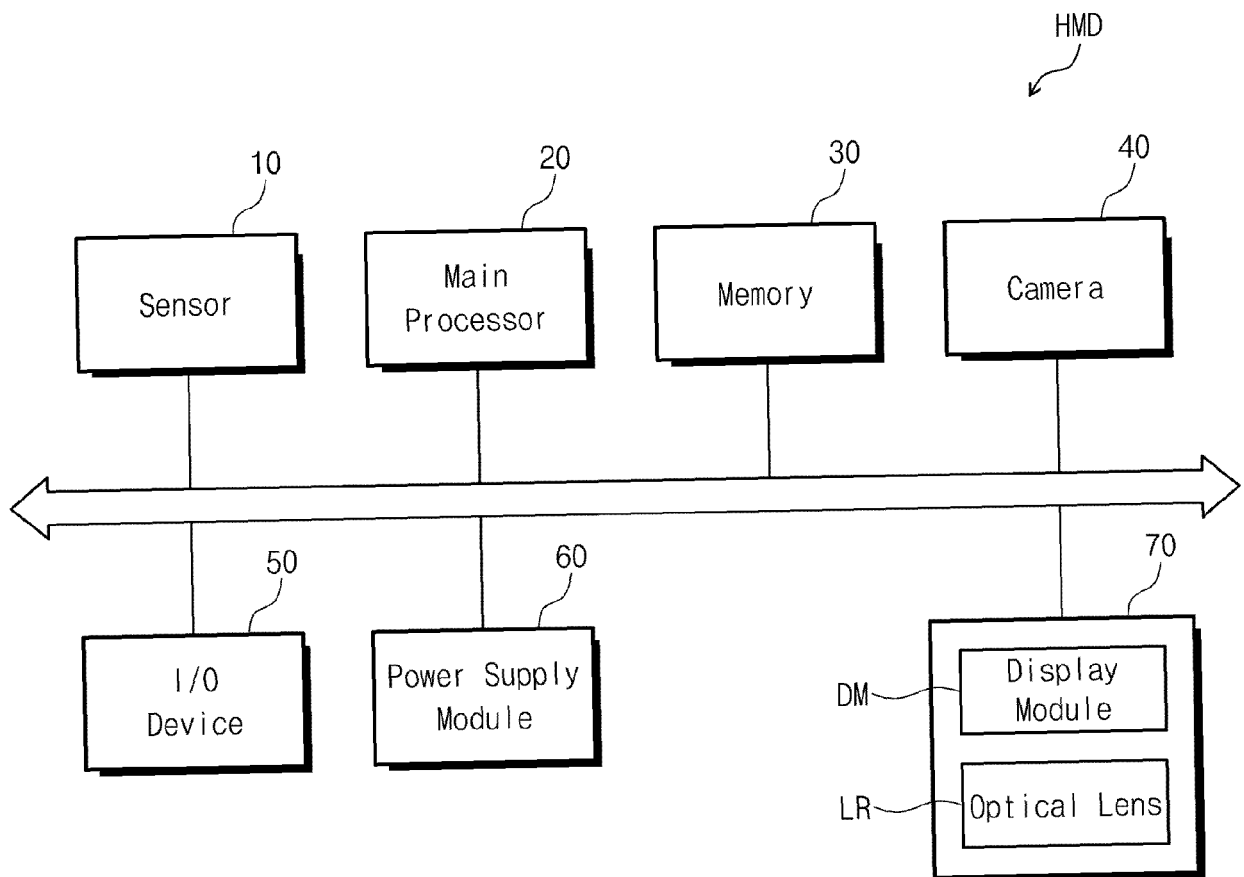 HMD
10
20
30
40
Sensor
Main
Processor
Memory
Camera
50
60
70
I/O
Device
Power Supply
Module
DM
Display
Module
LR
Optical Lens